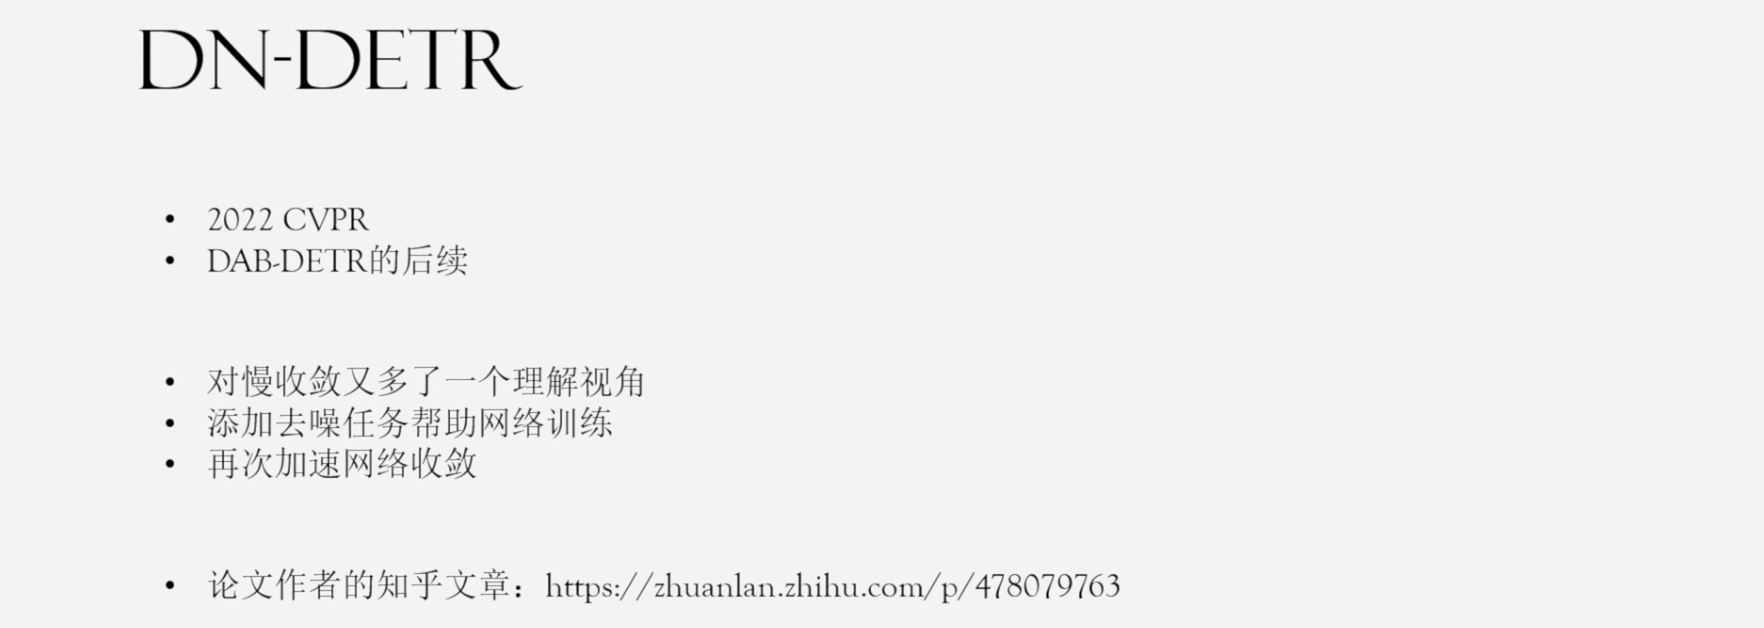 DN-DETR
• 2022 CVPR
• DAB-DETR的后续
• 对慢收敛又多了一个理解视角
• 添加去噪任务帮助网络训练
• 再次加速网络收敛
• 论文作者的知乎文章：https://zhuanlan.zhihu.com/p/478079763